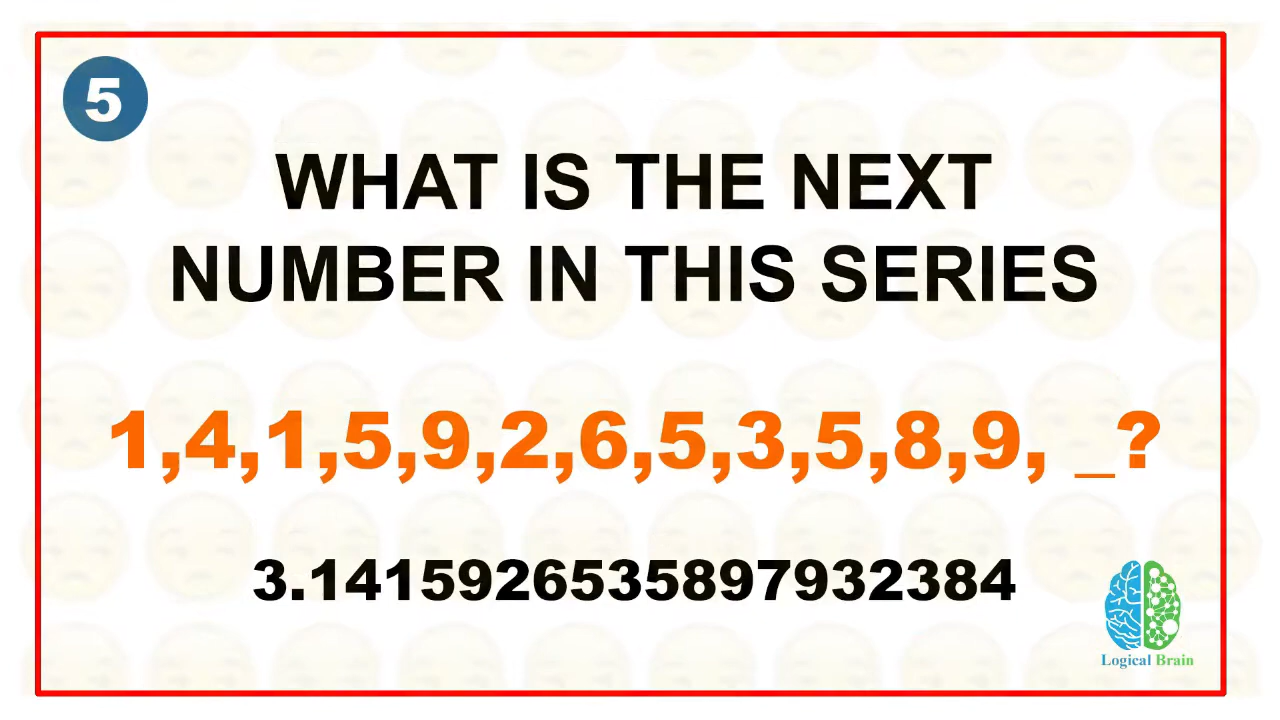 5
WHAT IS THE NEXT
NUMBER IN THIS SERIES
1,4,1,5,9,2,6,5,3,5,8,9, _?
3.1415926535897932384
Logical Brain